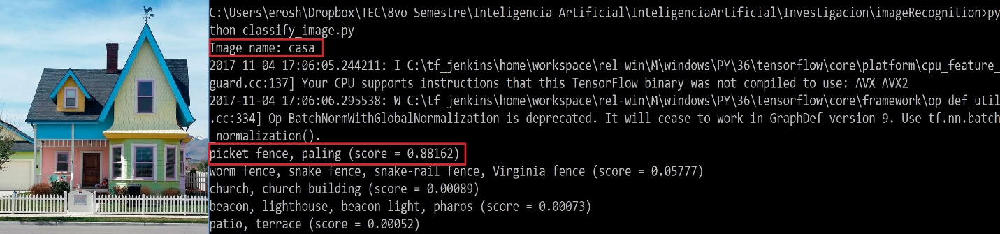 C:\Users\erosh\Dropbox\TEC\8vo Semestre\Inteligencia Artificial\InteligenciaArtificial\Investigacion\imageRecognition>py
thon classify_image.py
Image name: casa
2017-11-04 17:06:05.244211: I C:\tf_jenkins\home\workspace\rel-win\M\windows\PY\36\tensorflow\core\platform\cpu_feature_
guard.cc:137] Your CPU supports instructions that this TensorFlow binary was not compiled to use: AVX AVX2
2017-11-04 17:06:06.295538: W C:\tf_jenkins\home\workspace\rel-win\M\windows\PY\36\tensorflow\core\framework\op_def_util
.cc:334] Op BatchNormWithGlobalNormalization is deprecated. It will cease to work in GraphDef version 9. Use tf.nn.batch
_normalization().
picket fence, paling (score = 0.88162)
worm fence, snake fence, snake-rail fence, Virginia fence (score = 0.05777)
church, church building (score = 0.00089)
beacon, lighthouse, beacon light, pharos (score = 0.00073)
patio, terrace (score = 0.00052)